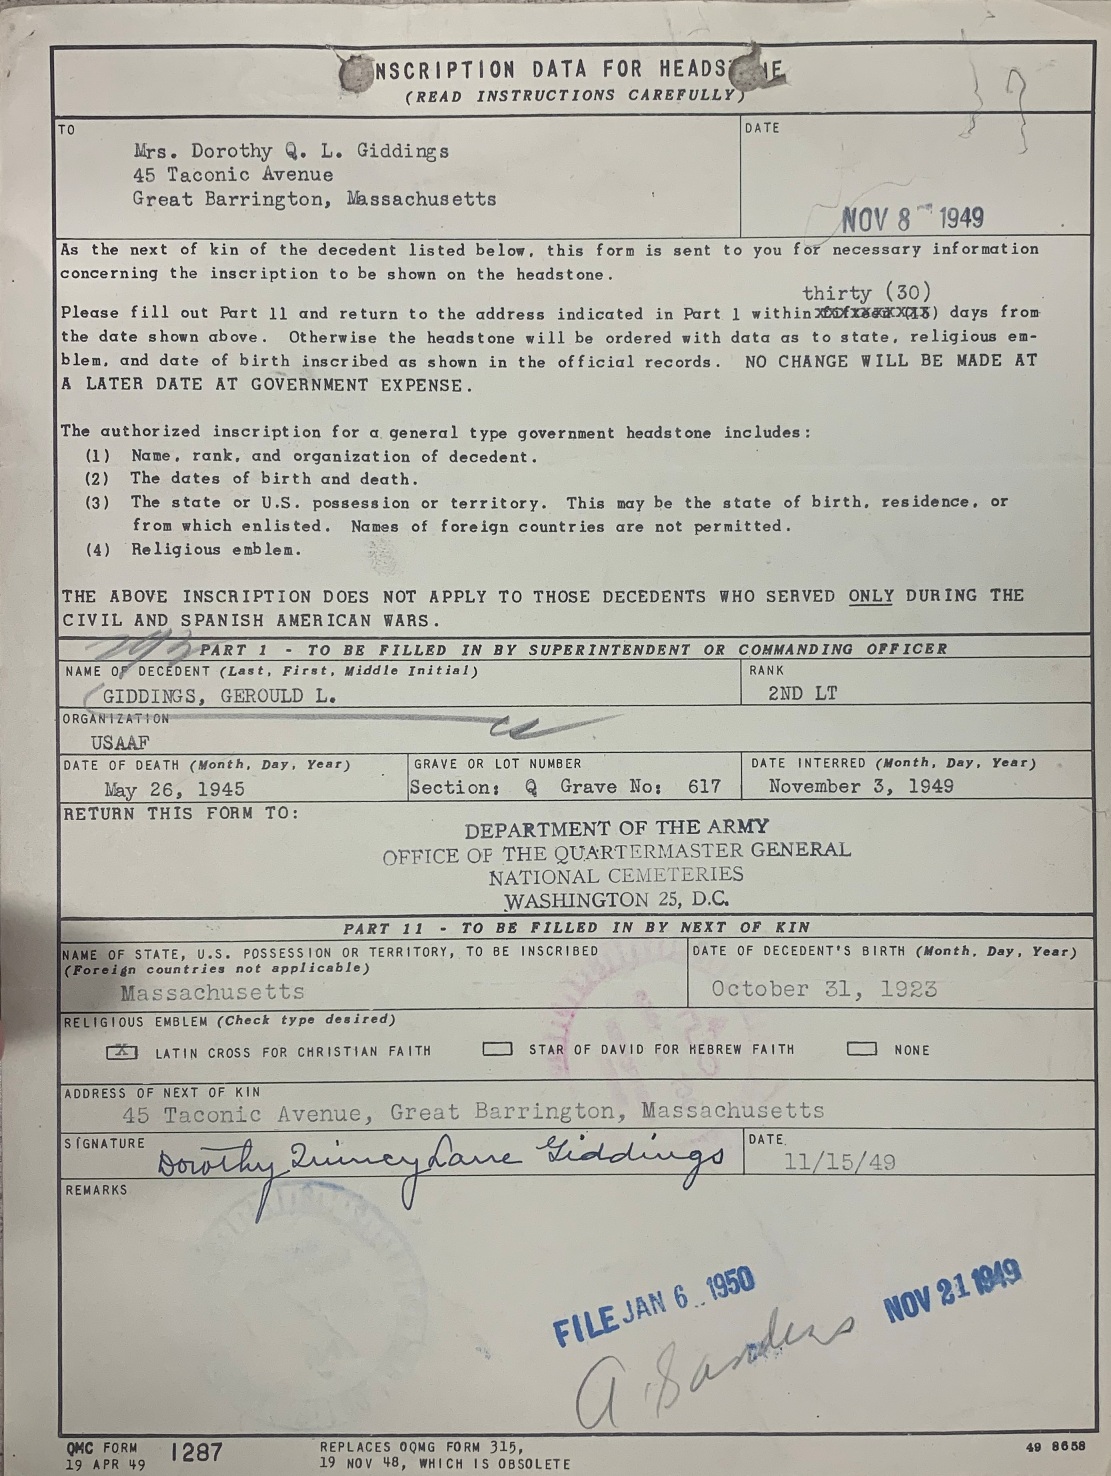 INSCRIPTION DATA FOR HEADSTONE
(READ INSTRUCTIONS CAREFULLY)
TO
Mrs. Dorothy Q. L. Giddings
45 Taconic Avenue
Great Barrington, Massachusetts
DATE
NOV 8 1949
As the next of kin of the decedent listed below, this form is sent to you for necessary information
concerning the inscription to be shown on the headstone.
thirty (30)
Please fill out Part 11 and return to the address indicated in Part 1 within days from
the date shown above. Otherwise the headstone will be ordered with data as to state, religious em-
blem, and date of birth inscribed as shown in the official records. NO CHANGE WILL BE MADE AT
A LATER DATE AT GOVERNMENT EXPENSE.
The authorized inscription for a general type government headstone includes:
(1) Name, rank, and organization of decedent.
(2) The dates of birth and death.
(3) The state or U.S. possession or territory. This may be the state of birth, residence, or
from which enlisted. Names of foreign countries are not permitted.
(4) Religious emblem.
THE ABOVE INSCRIPTION DOES NOT APPLY TO THOSE DECEDENTS WHO SERVED ONLY DURING THE
CIVIL AND SPANISH AMERICAN WARS.
PART 1 - TO BE FILLED IN BY SUPERINTENDENT OR COMMANDING OFFICER
NAME OF DECEDENT (Last, First, Middle Initial)
GIDDINGS, GEROULD L.
RANK
2ND LT
ORGANIZATION
USAAF
DATE OF DEATH (Month, Day, Year)
May 26, 1945
GRAVE OR LOT NUMBER
Section: Q Grave No: 617
DATE INTERRED (Month, Day, Year)
November 3, 1949
RETURN THIS FORM TO:
DEPARTMENT OF THE ARMY
OFFICE OF THE QUARTERMASTER GENERAL
NATIONAL CEMETERIES
WASHINGTON 25, D.C.
PART 11 - TO BE FILLED IN BY NEXT OF KIN
NAME OF STATE, U.S. POSSESSION OR TERRITORY, TO BE INSCRIBED
(Foreign countries not applicable)
Massachusetts
DATE OF DECEDENT'S BIRTH (Month, Day, Year)
October 31, 1923
RELIGIOUS EMBLEM (Check type desired)
X LATIN CROSS FOR CHRISTIAN FAITH STAR OF DAVID FOR HEBREW FAITH NONE
ADDRESS OF NEXT OF KIN
45 Taconic Avenue, Great Barrington, Massachusetts
SIGNATURE
Dorothy Quincy Lane Giddings
DATE
11/15/49
REMARKS
FILE JAN 6 1950
NOV 21 1949
A. Sanders
QMC FORM 1287
19 APR 49
REPLACES OQMG FORM 315,
19 NOV 48, WHICH IS OBSOLETE
49 8658